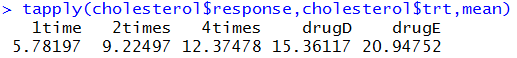 > tapply(cholesterol$response,cholesterol$trt,mean)
1time 2times 4times drugD drugE
5.78197 9.22497 12.37478 15.36117 20.94752